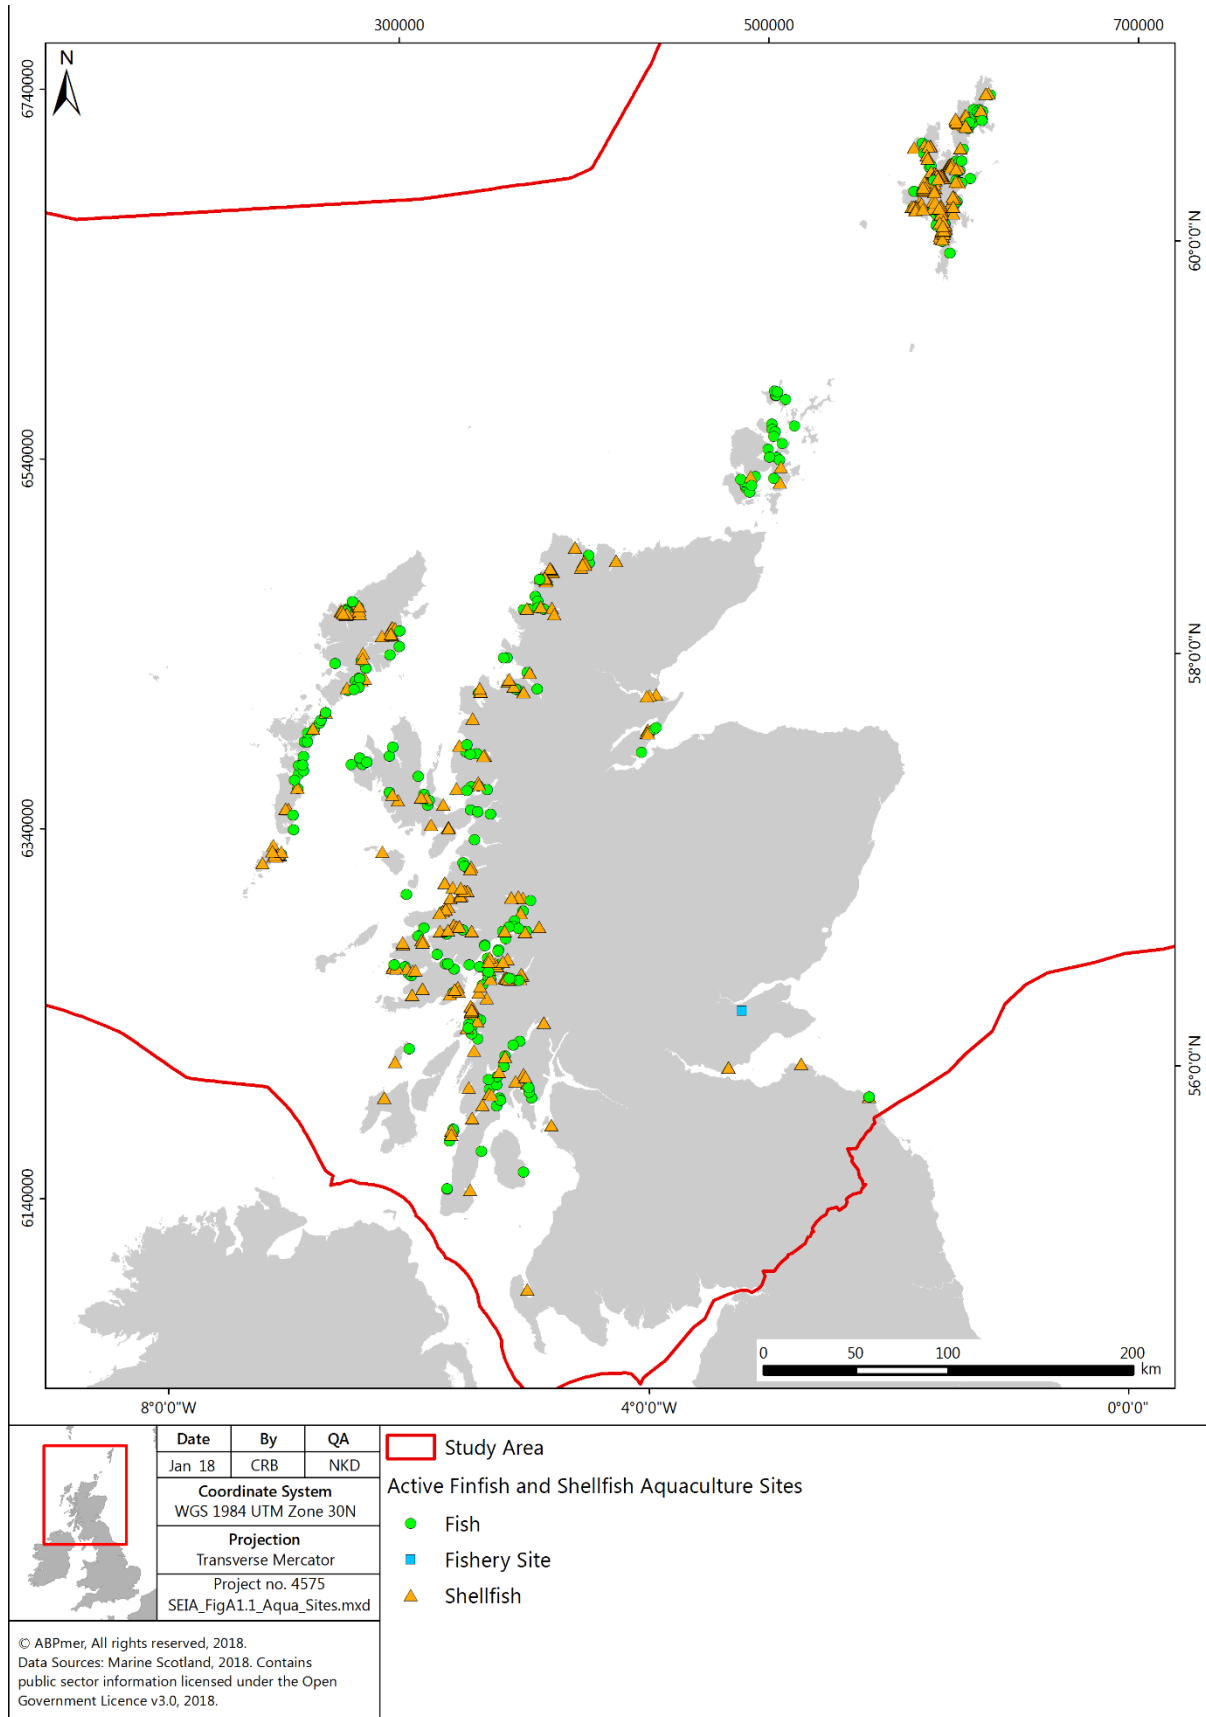 300000 500000 700000
N
6740000
60°0'0"N
6540000
58°0'0"N
6340000
56°0'0"N
6140000
0 50 100 200
km
8°0'0"W 4°0'0"W 0°0'0"
Date By QA
Jan 18 CRB NKD
Coordinate System
WGS 1984 UTM Zone 30N
Projection
Transverse Mercator
Project no. 4575
SEIA_FigA1.1_Aqua_Sites.mxd
© ABPmer, All rights reserved, 2018.
Data Sources: Marine Scotland, 2018. Contains
public sector information licensed under the Open
Government Licence v3.0, 2018.
Study Area
Active Finfish and Shellfish Aquaculture Sites
Fish
Fishery Site
Shellfish